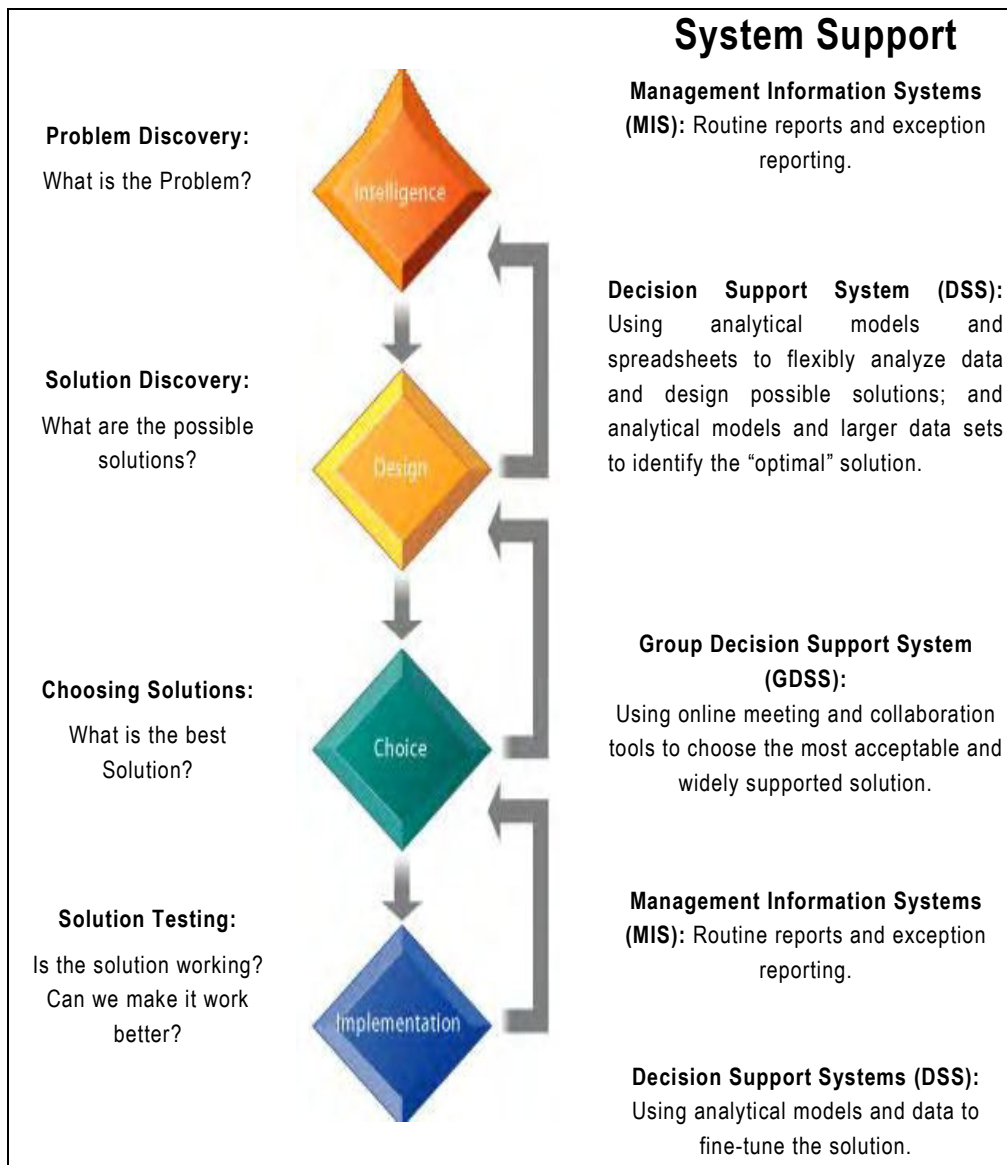 System Support
Management Information Systems
(MIS): Routine reports and exception
reporting.
Problem Discovery:
What is the Problem?
Intelligence
Decision Support System (DSS):
Using analytical models and
spreadsheets to flexibly analyze data
and design possible solutions; and
analytical models and larger data sets
to identify the “optimal” solution.
Solution Discovery:
What are the possible
solutions?
Design
Group Decision Support System
(GDSS):
Using online meeting and collaboration
tools to choose the most acceptable and
widely supported solution.
Choosing Solutions:
What is the best
Solution?
Choice
Management Information Systems
(MIS): Routine reports and exception
reporting.
Solution Testing:
Is the solution working?
Can we make it work
better?
Implementation
Decision Support Systems (DSS):
Using analytical models and data to
fine-tune the solution.